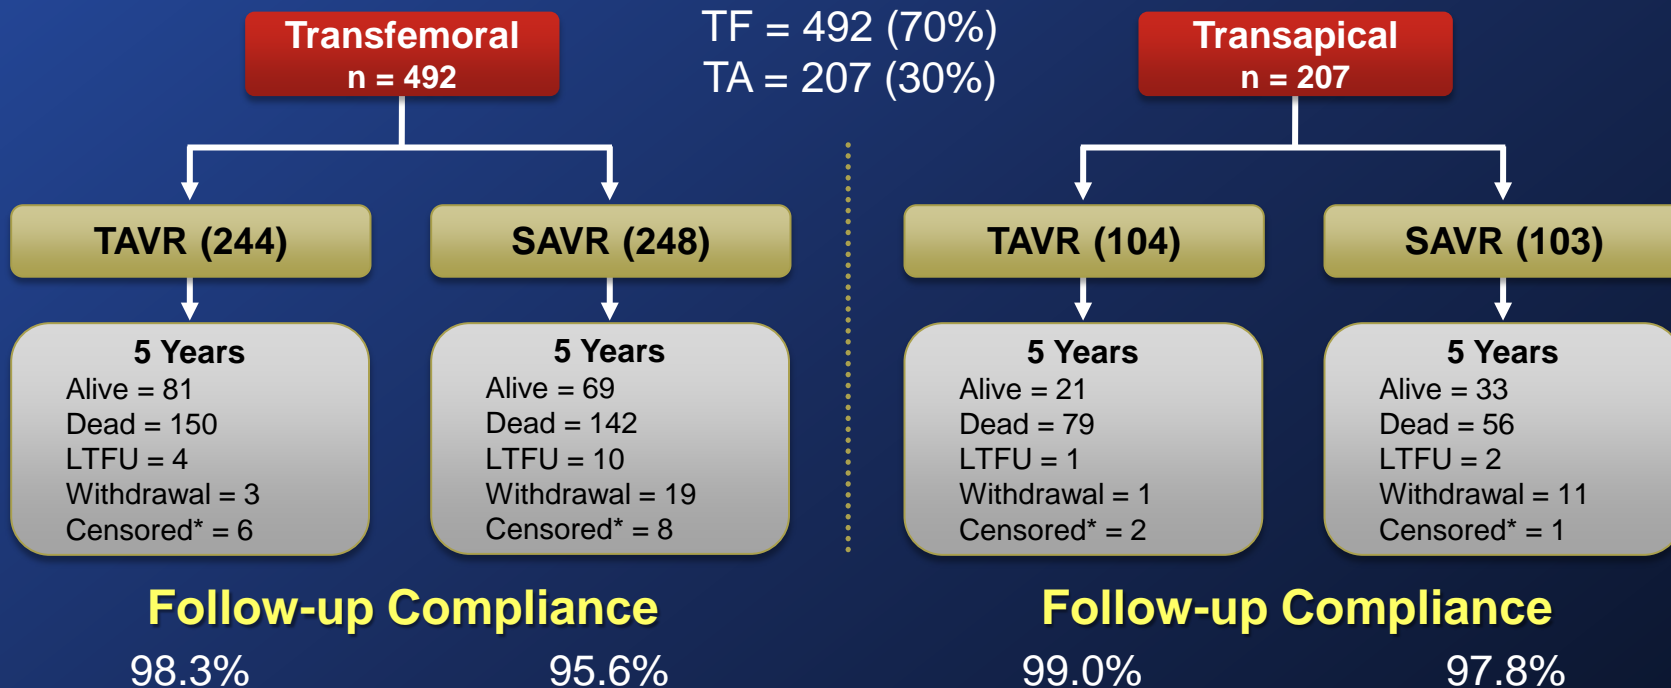 Transfemoral
n = 492
TF = 492 (70%)
TA = 207 (30%)
Transapical
n = 207
TAVR (244)
SAVR (248)
TAVR (104)
SAVR (103)
5 Years
Alive = 81
Dead = 150
LTFU = 4
Withdrawal = 3
Censored* = 6
5 Years
Alive = 69
Dead = 142
LTFU = 10
Withdrawal = 19
Censored* = 8
5 Years
Alive = 21
Dead = 79
LTFU = 1
Withdrawal = 1
Censored* = 2
5 Years
Alive = 33
Dead = 56
LTFU = 2
Withdrawal = 11
Censored* = 1
Follow-up Compliance
98.3%
95.6%
Follow-up Compliance
99.0%
97.8%